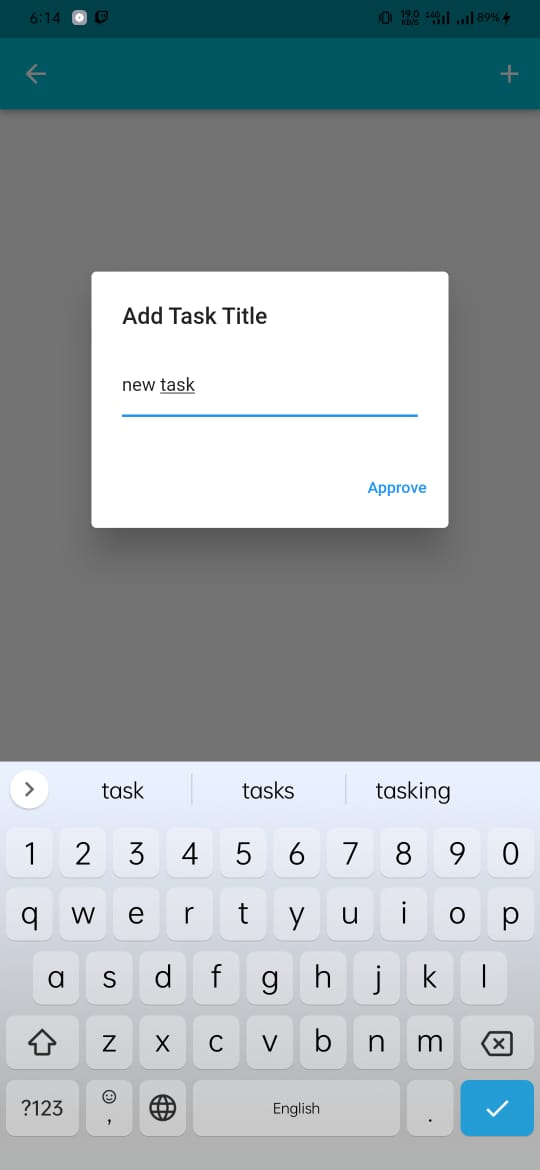 6:14 19.0 KB/S 4G 89%
Add Task Title
new task
Approve
task tasks tasking
1 2 3 4 5 6 7 8 9 0
q w e r t y u i o p
a s d f g h j k l
z x c v b n m
?123 , English .